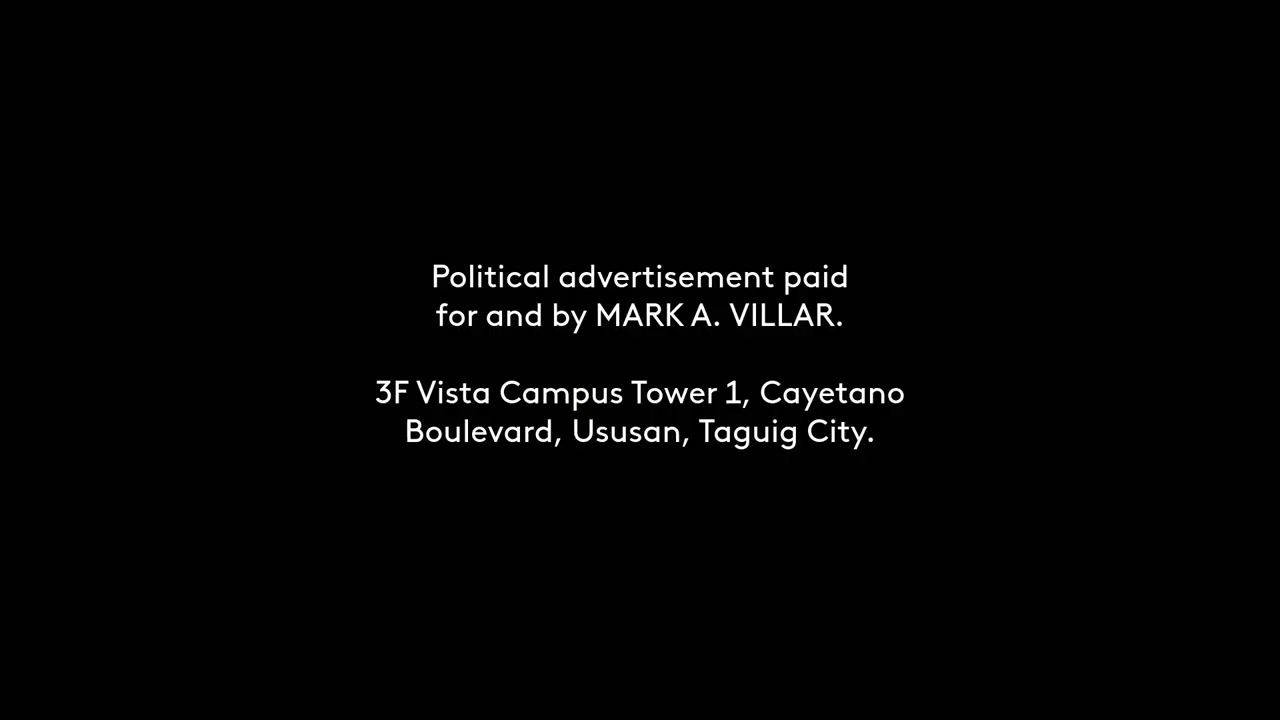 Political advertisement paid
for and by MARK A. VILLAR.
3F Vista Campus Tower 1, Cayetano
Boulevard, Ususan, Taguig City.